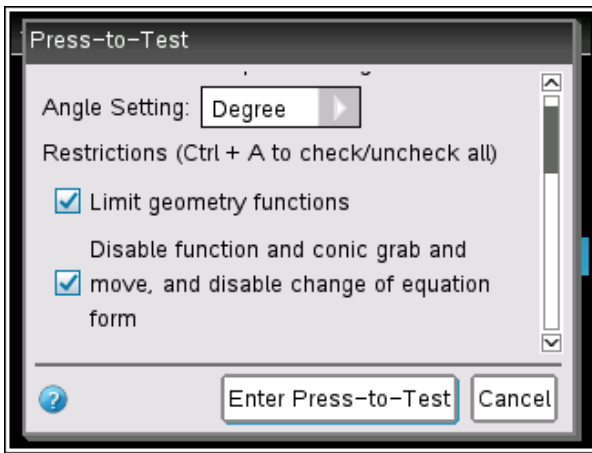 Press-to-Test
Angle Setting: Degree
Restrictions (Ctrl + A to check/uncheck all)
Limit geometry functions
Disable function and conic grab and
move, and disable change of equation
form
? Enter Press-to-Test Cancel